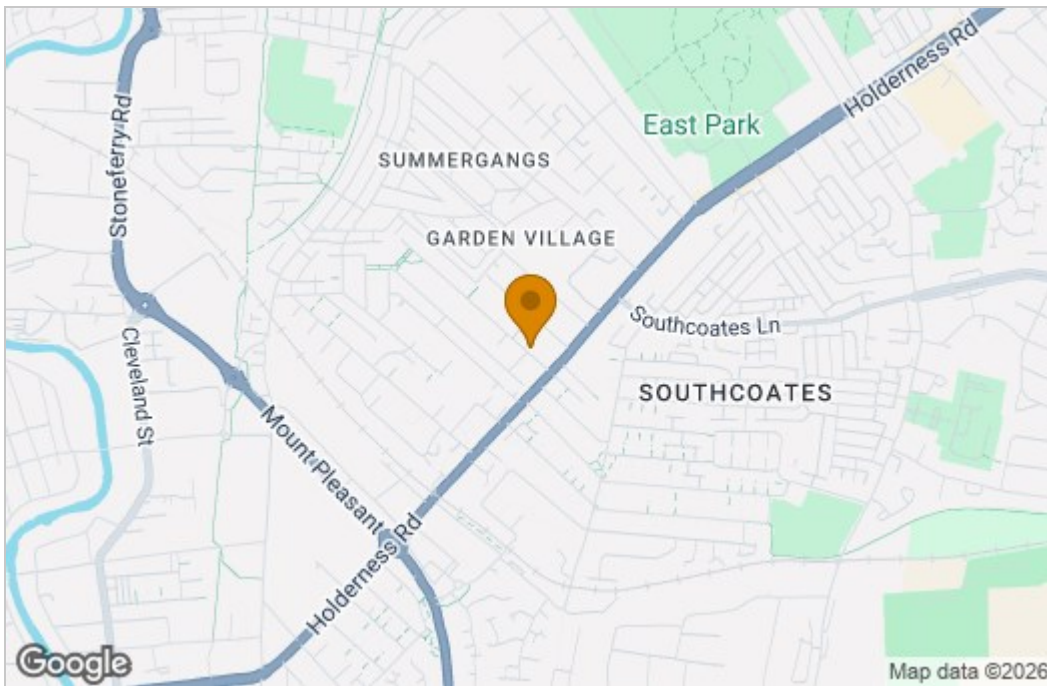 Holderness Rd
East Park
Stoneferry Rd
SUMMERGANGS
GARDEN VILLAGE
Southcoates Ln
Cleveland St
SOUTHCOATES
Mount Pleasant
Holderness Rd
Google
Map data ©2026